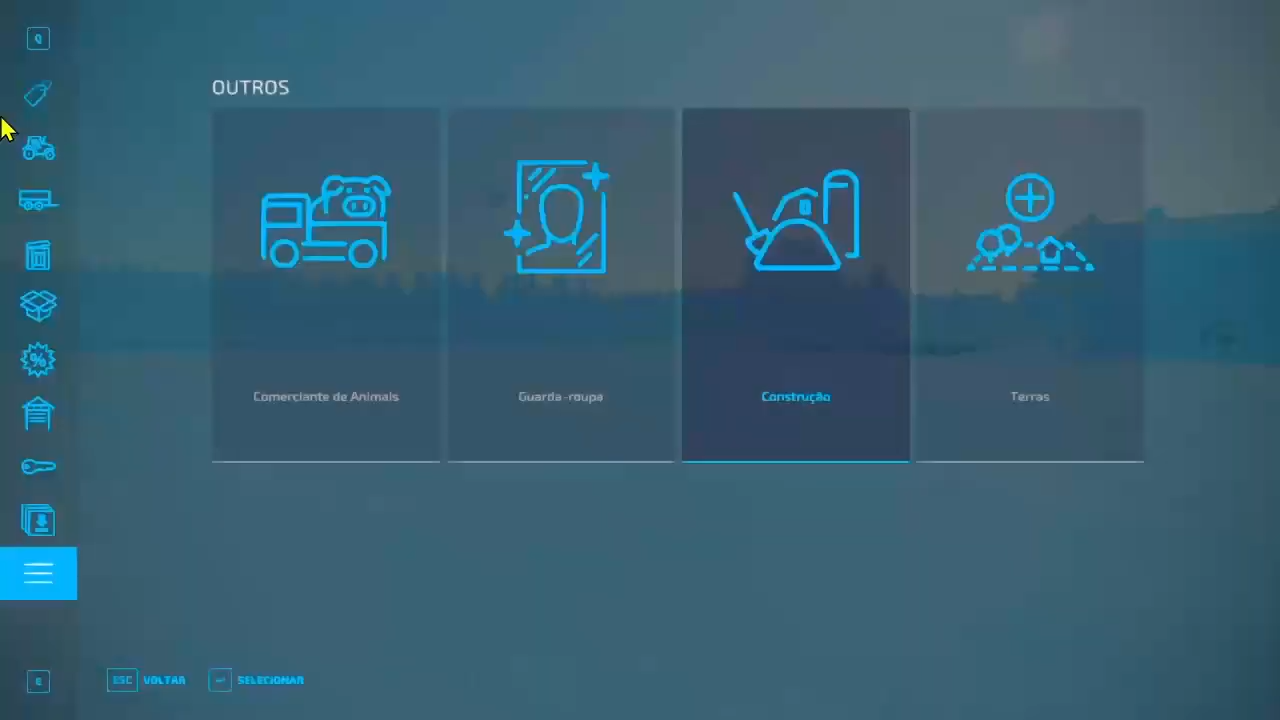 Q
OUTROS
%
Comerciante de Animais
Guarda-roupa
Construção
Terras
E
ESC VOLTAR
SELECIONAR